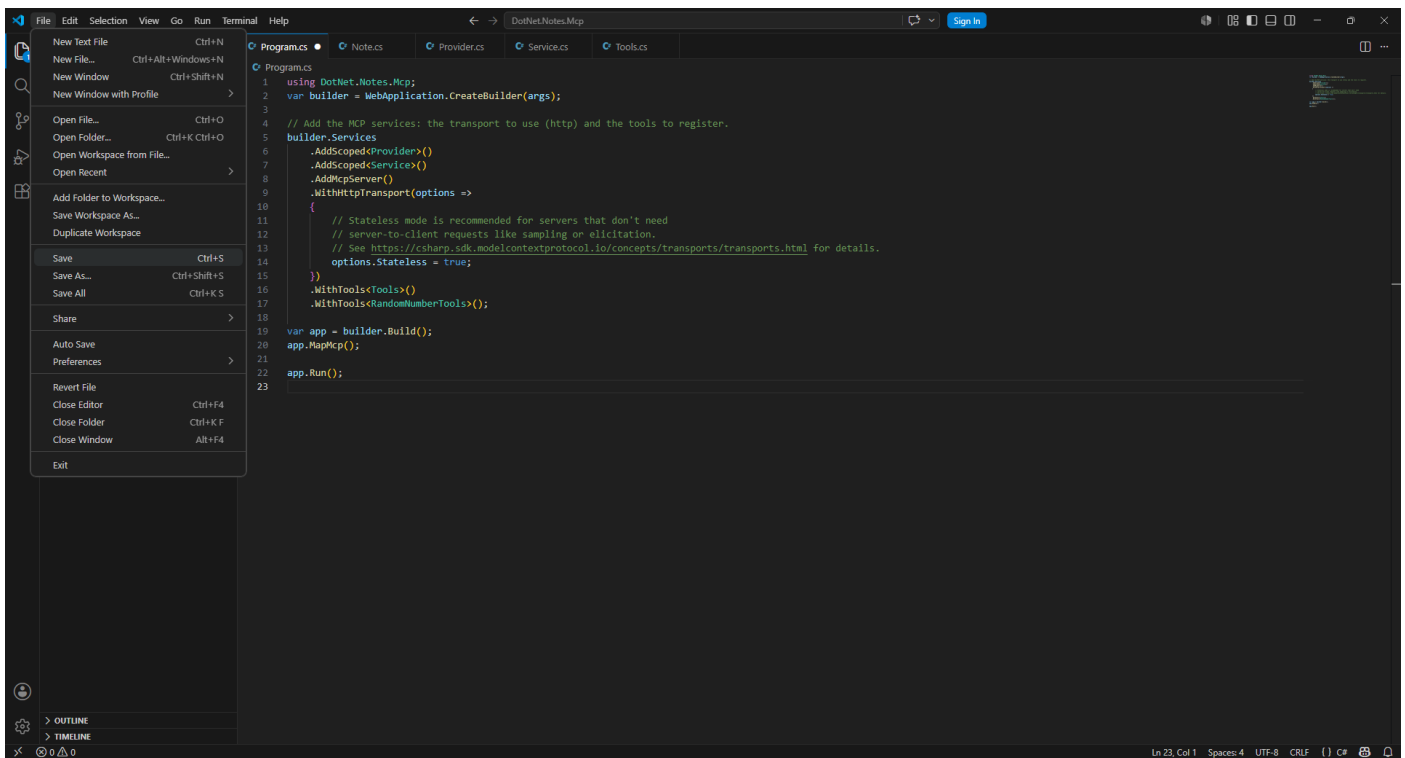 File Edit Selection View Go Run Terminal Help
DotNet.Notes.Mcp
Sign In
New Text File Ctrl+N
New File... Ctrl+Alt+Windows+N
New Window Ctrl+Shift+N
New Window with Profile
Open File... Ctrl+O
Open Folder... Ctrl+K Ctrl+O
Open Workspace from File...
Open Recent
Add Folder to Workspace...
Save Workspace As...
Duplicate Workspace
Save Ctrl+S
Save As... Ctrl+Shift+S
Save All Ctrl+K S
Share
Auto Save
Preferences
Revert File
Close Editor Ctrl+F4
Close Folder Ctrl+K F
Close Window Alt+F4
Exit
Program.cs Note.cs Provider.cs Service.cs Tools.cs
Program.cs
1 using DotNet.Notes.Mcp;
2 var builder = WebApplication.CreateBuilder(args);
3
4 // Add the MCP services: the transport to use (http) and the tools to register.
5 builder.Services
6 .AddScoped<Provider>()
7 .AddScoped<Service>()
8 .AddMcpServer()
9 .WithHttpTransport(options =>
10 {
11 // Stateless mode is recommended for servers that don't need
12 // server-to-client requests like sampling or elicitation.
13 // See https://csharp.sdk.modelcontextprotocol.io/concepts/transports/transports.html for details.
14 options.Stateless = true;
15 })
16 .WithTools<Tools>()
17 .WithTools<RandomNumberTools>();
18
19 var app = builder.Build();
20 app.MapMcp();
21
22 app.Run();
23
OUTLINE
TIMELINE
0 0
Ln 23, Col 1 Spaces: 4 UTF-8 CRLF {} C#